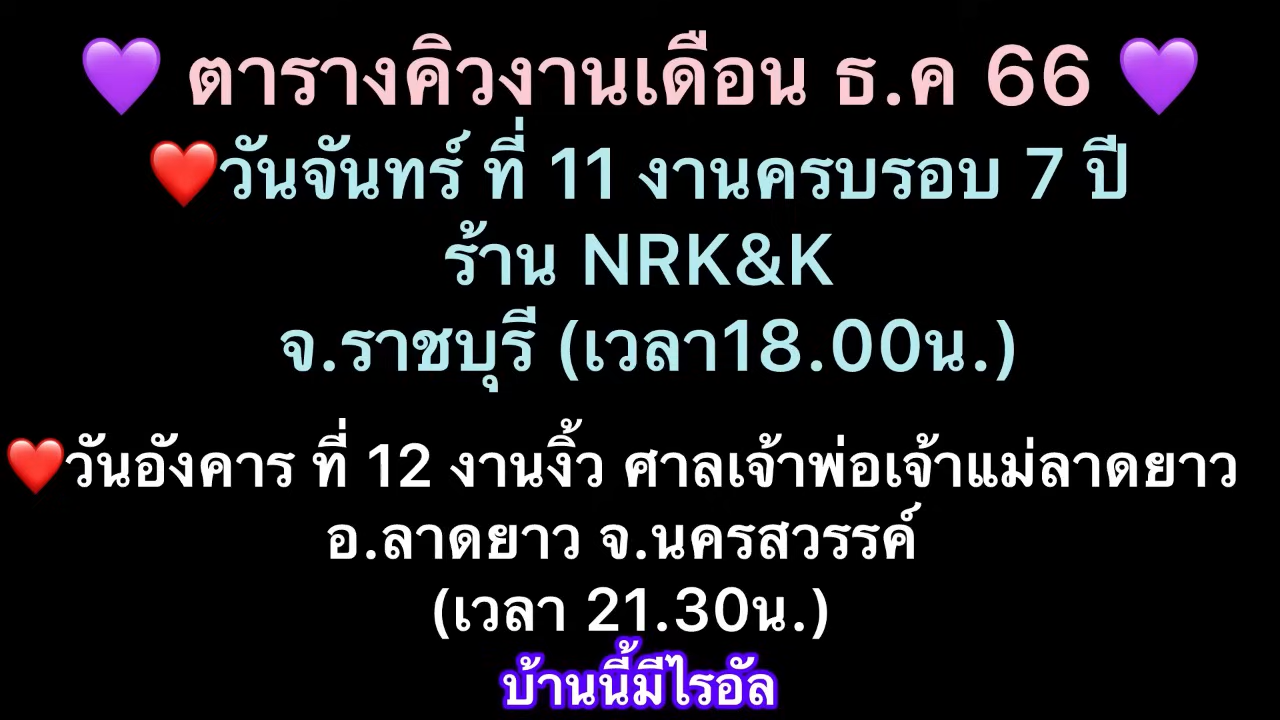 💜 ตารางคิวงานเดือน ธ.ค 66 💜
❤️วันจันทร์ ที่ 11 งานครบรอบ 7 ปี
ร้าน NRK&K
จ.ราชบุรี (เวลา18.00น.)
❤️วันอังคาร ที่ 12 งานงิ้ว ศาลเจ้าพ่อเจ้าแม่ลาดยาว
อ.ลาดยาว จ.นครสวรรค์
(เวลา 21.30น.)
บ้านนี้มีไรอัล